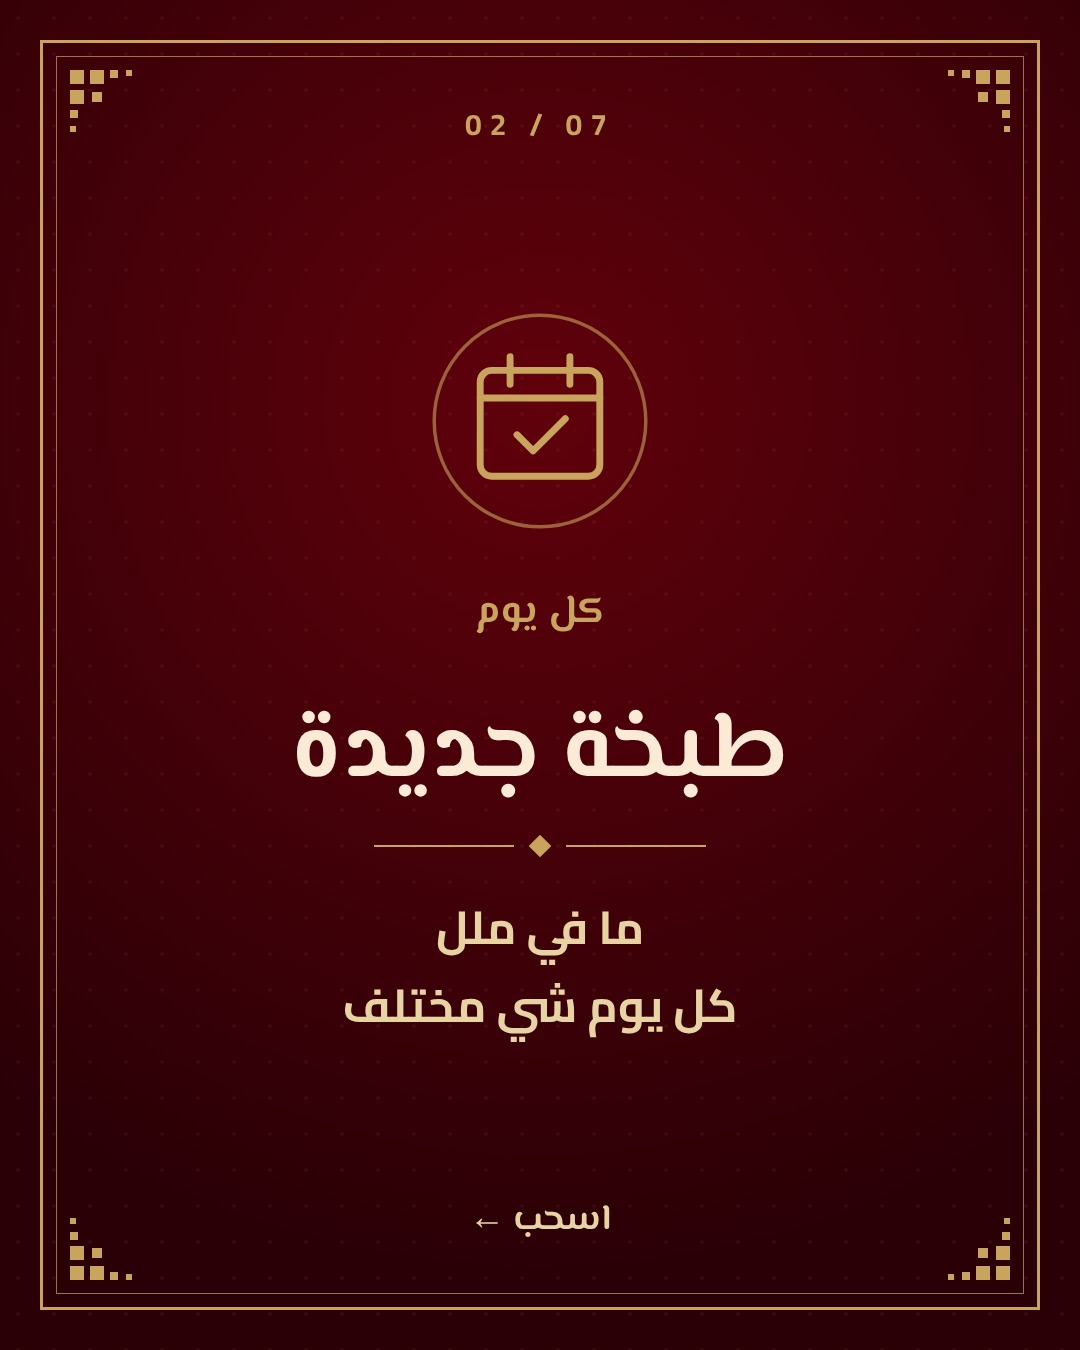 02 / 07
كل يوم
طبخة جديدة
ما في ملل
كل يوم شي مختلف
اسحب ←